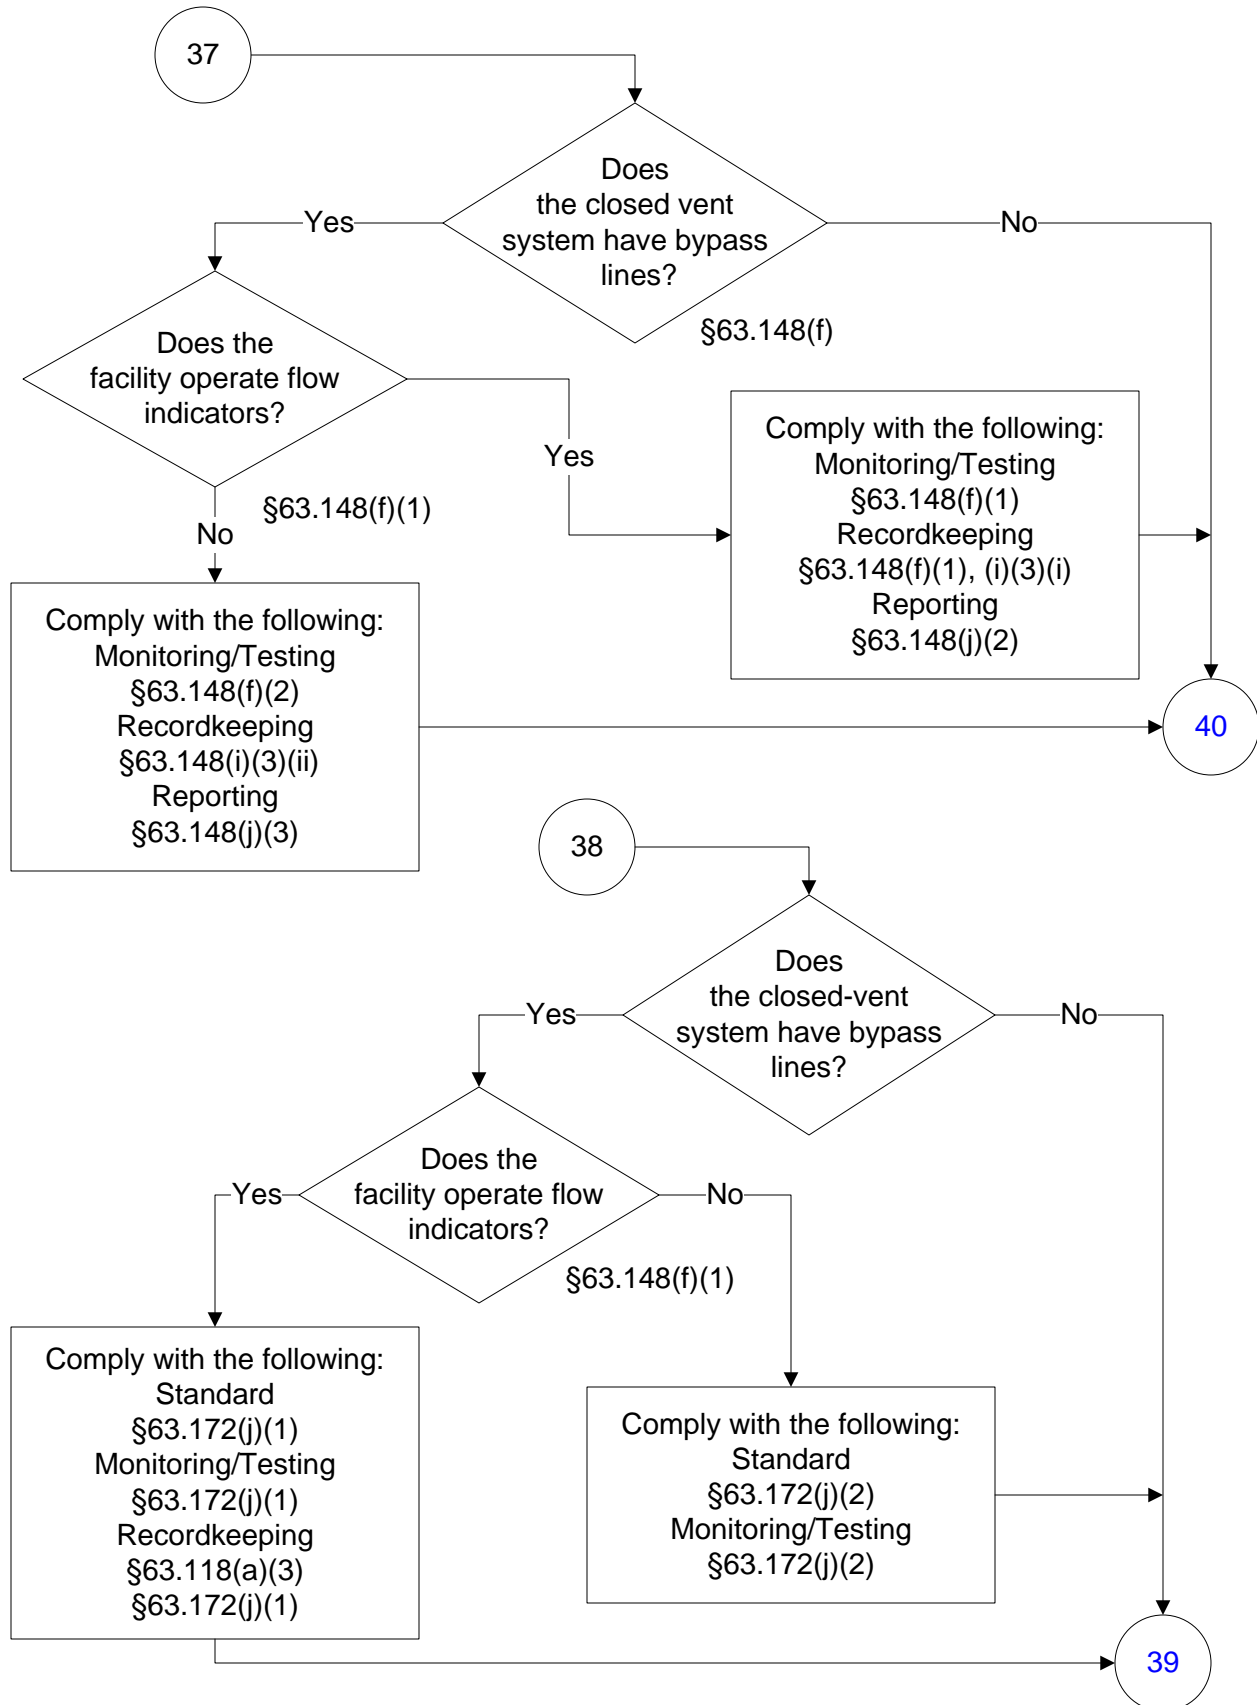 37
Does
the closed vent
system have bypass
lines?
Yes
No
§63.148(f)
Does the
facility operate flow
indicators?
Yes
§63.148(f)(1)
No
Comply with the following:
Monitoring/Testing
§63.148(f)(1)
Recordkeeping
§63.148(f)(1), (i)(3)(i)
Reporting
§63.148(j)(2)
Comply with the following:
Monitoring/Testing
§63.148(f)(2)
Recordkeeping
§63.148(i)(3)(ii)
Reporting
§63.148(j)(3)
40
38
Does
the closed-vent
system have bypass
lines?
Yes
No
Does the
facility operate flow
indicators?
Yes
No
§63.148(f)(1)
Comply with the following:
Standard
§63.172(j)(1)
Monitoring/Testing
§63.172(j)(1)
Recordkeeping
§63.118(a)(3)
§63.172(j)(1)
Comply with the following:
Standard
§63.172(j)(2)
Monitoring/Testing
§63.172(j)(2)
39